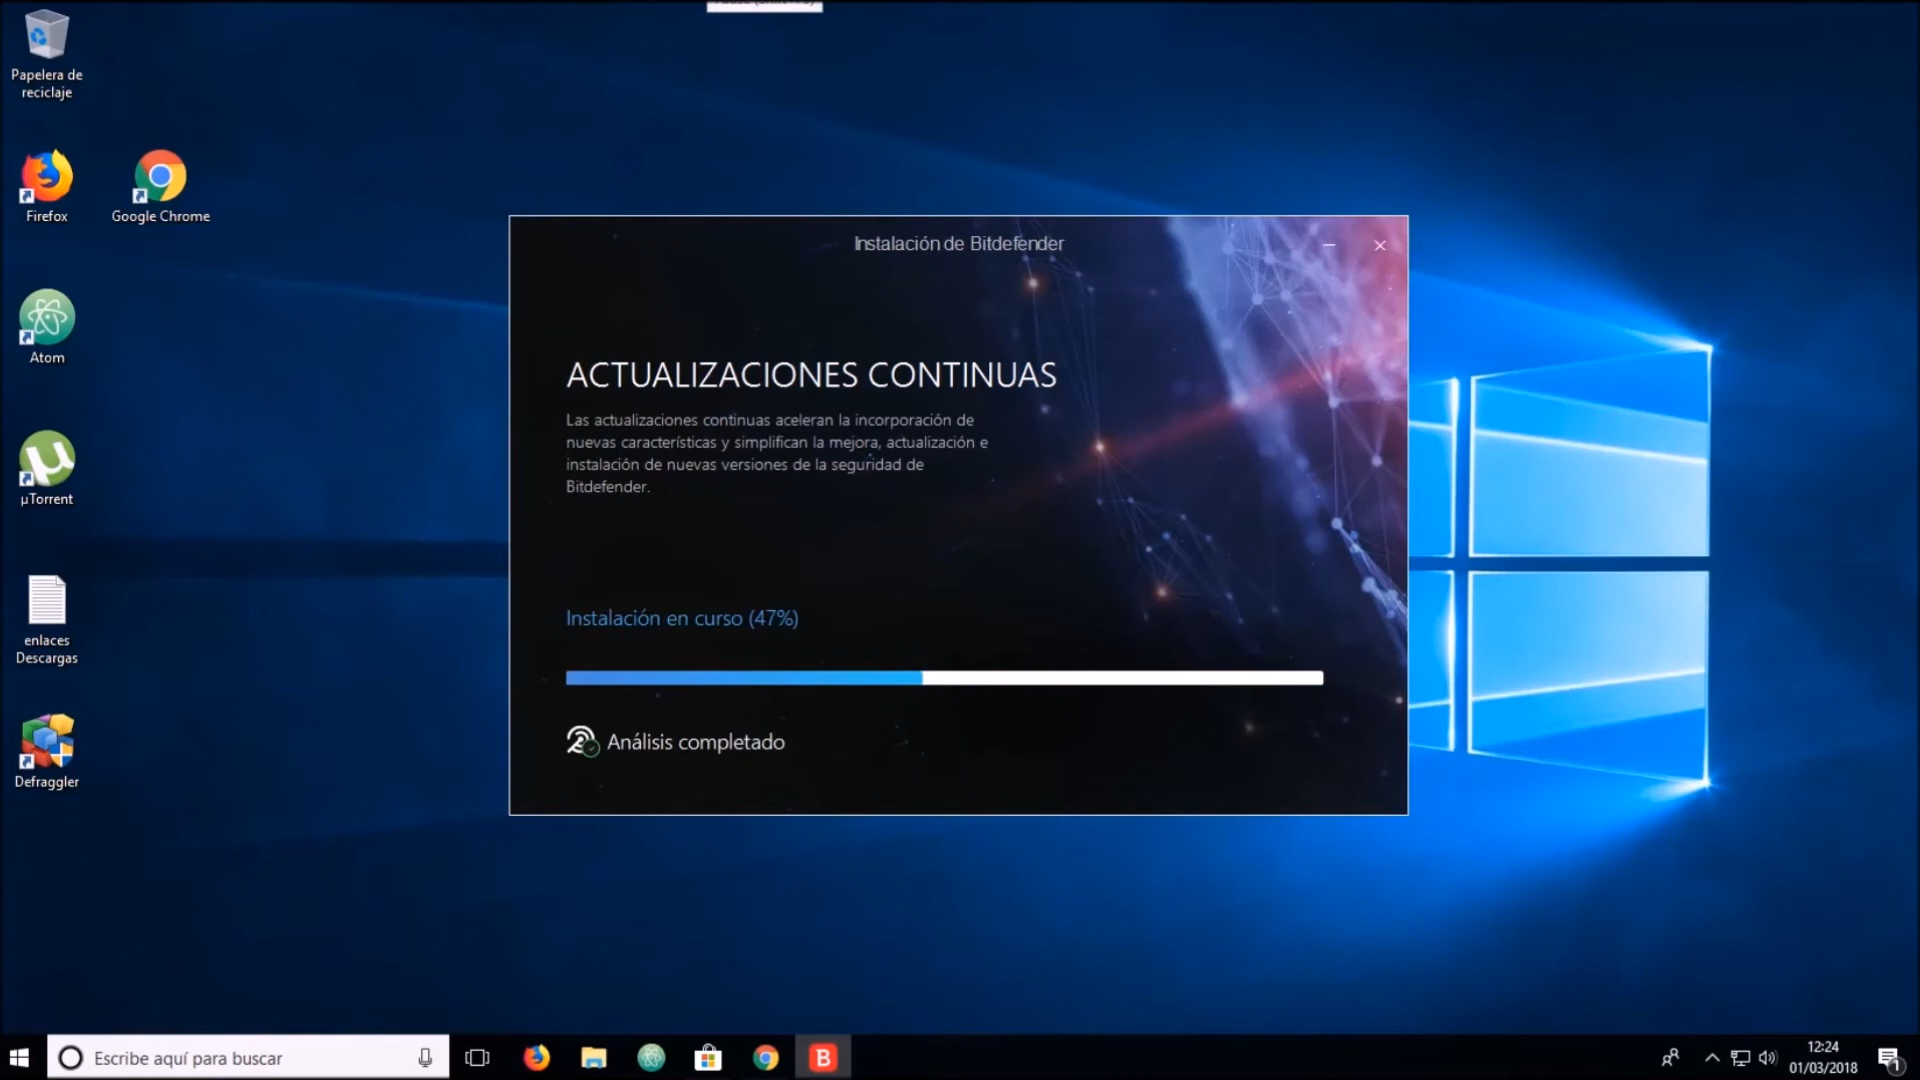 Papelera de
reciclaje
Firefox
Google Chrome
Atom
µTorrent
enlaces
Descargas
Defraggler
Instalación de Bitdefender
ACTUALIZACIONES CONTINUAS
Las actualizaciones continuas aceleran la incorporación de
nuevas características y simplifican la mejora, actualización e
instalación de nuevas versiones de la seguridad de
Bitdefender.
Instalación en curso (47%)
Análisis completado
Escribe aquí para buscar
B
12:24
01/03/2018
1